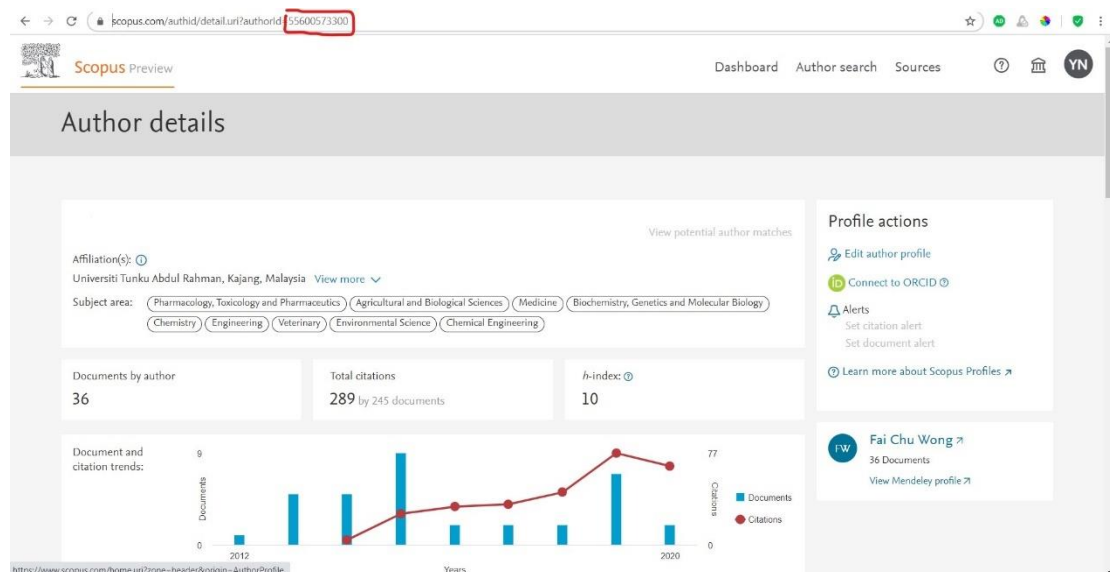 scopus.com/authid/detail.uri?authorId=55600573300
Scopus Preview
Dashboard Author search Sources
YN
Author details
View potential author matches
Affiliation(s):
Universiti Tunku Abdul Rahman, Kajang, Malaysia View more
Subject area: Pharmacology, Toxicology and Pharmaceutics Agricultural and Biological Sciences Medicine Biochemistry, Genetics and Molecular Biology
Chemistry Engineering Veterinary Environmental Science Chemical Engineering
Documents by author
36
Total citations
289 by 245 documents
h-index:
10
Document and
citation trends:
9
Documents
0
2012
2020
Years
77
Citations
0
Documents
Citations
Profile actions
Edit author profile
iD Connect to ORCID
Alerts
Set citation alert
Set document alert
Learn more about Scopus Profiles
FW
Fai Chu Wong
36 Documents
View Mendeley profile
https://www.scopus.com/home.uri?zone=header&origin=AuthorProfile